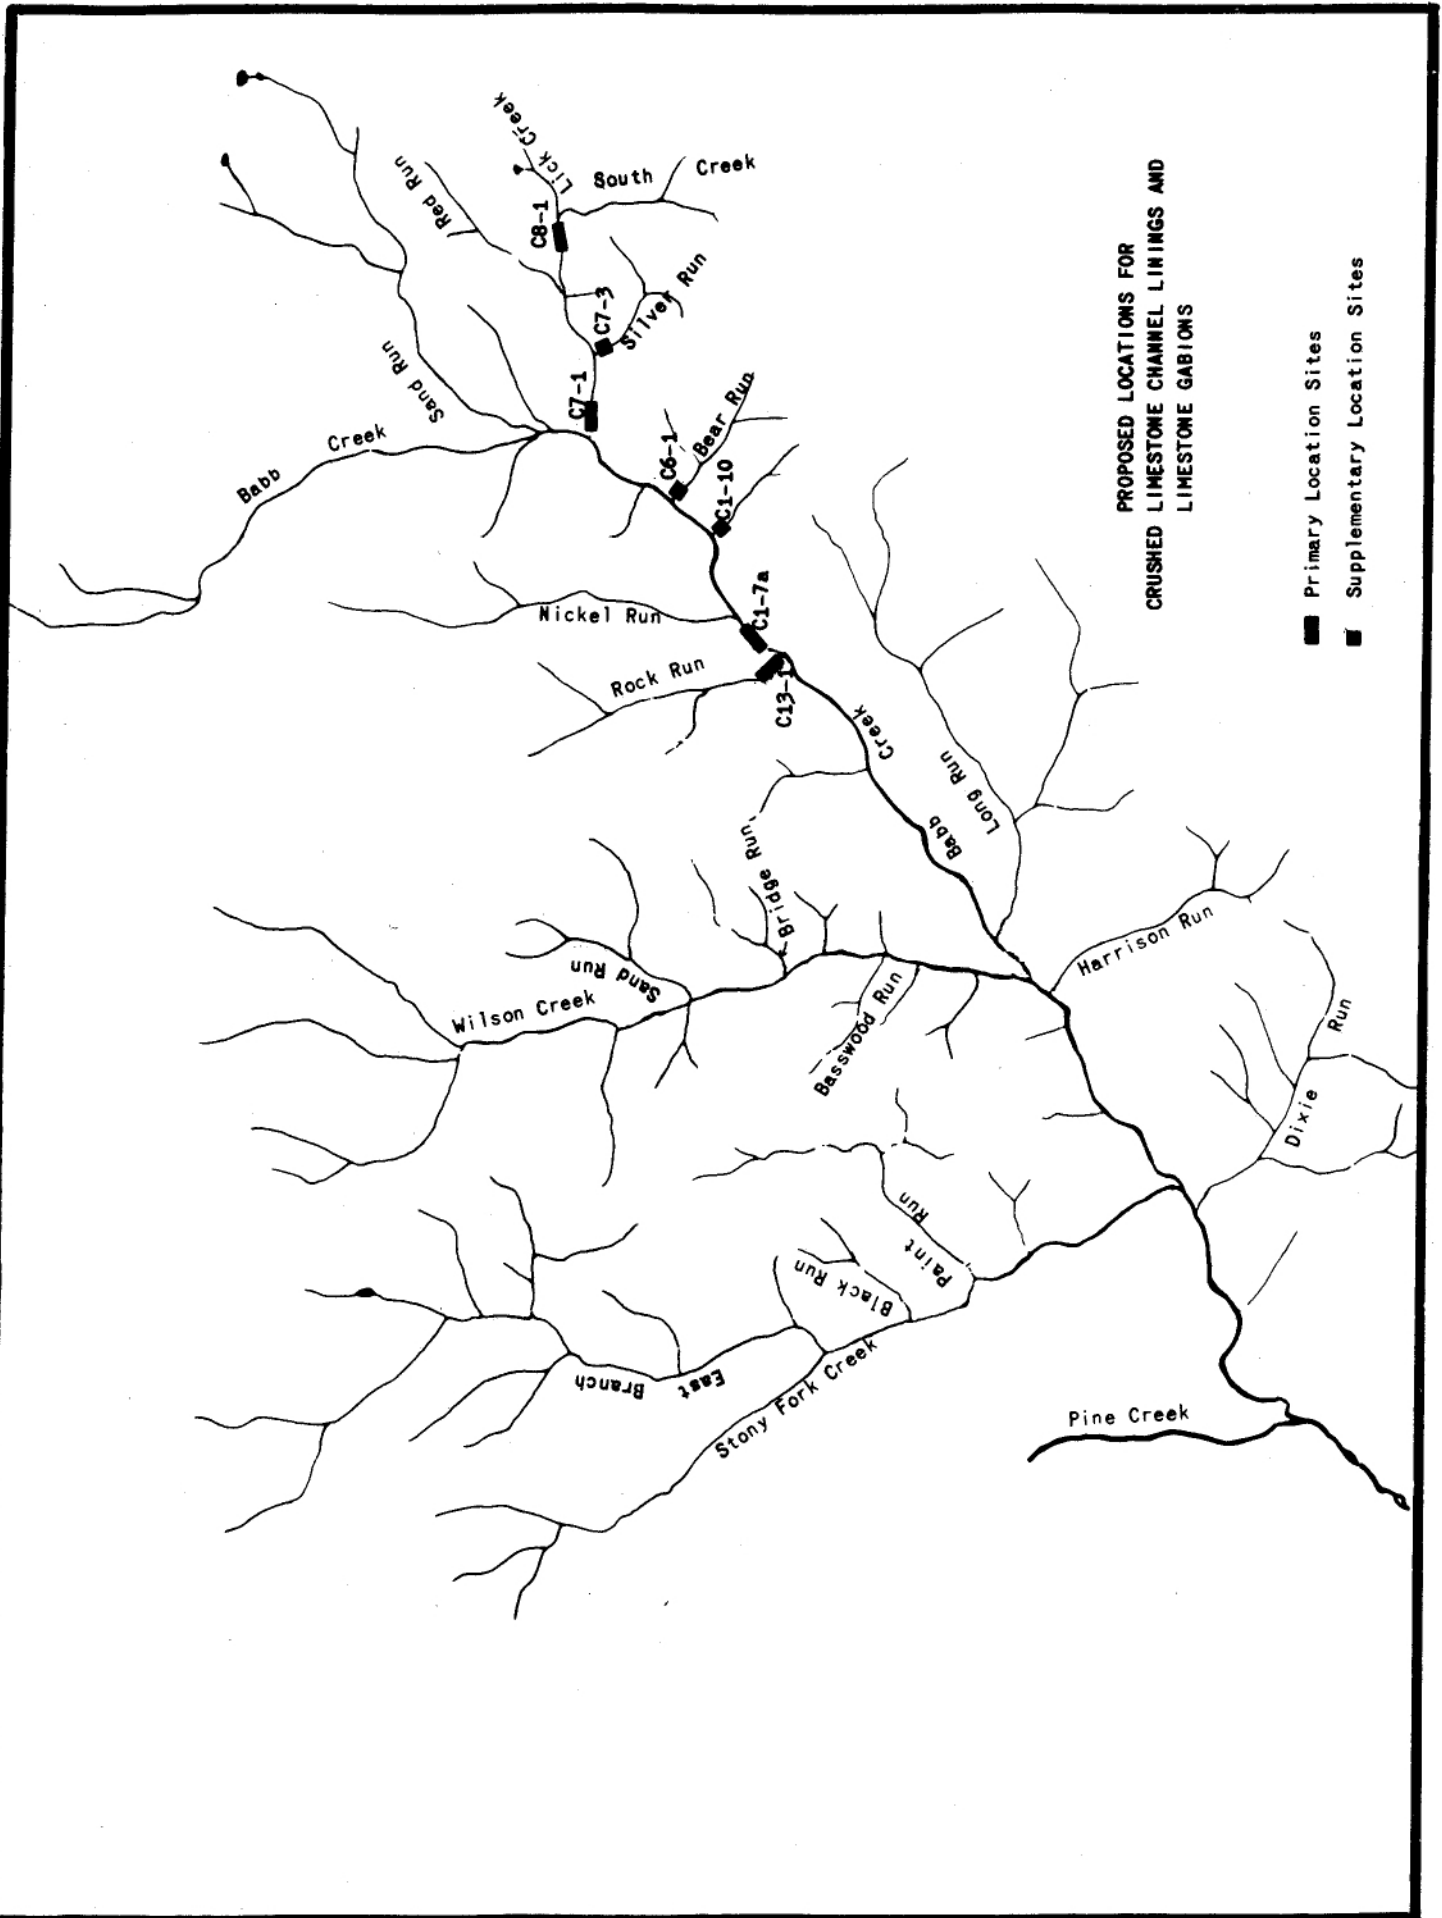 Lick Creek
Red Run
South Creek
C8-1
C7-3
Silver Run
Sand Run
C7-1
Babb Creek
C6-1
Bear Run
C1-10
Nickel Run
C1-7a
Rock Run
C13-1
Babb Creek
Long Run
Bridge Run
Sand Run
Wilson Creek
Basswood Run
Harrison Run
Dixie Run
Paint Run
Black Run
East Branch
Stony Fork Creek
Pine Creek
PROPOSED LOCATIONS FOR
CRUSHED LIMESTONE CHANNEL LININGS AND
LIMESTONE GABIONS
Primary Location Sites
Supplementary Location Sites